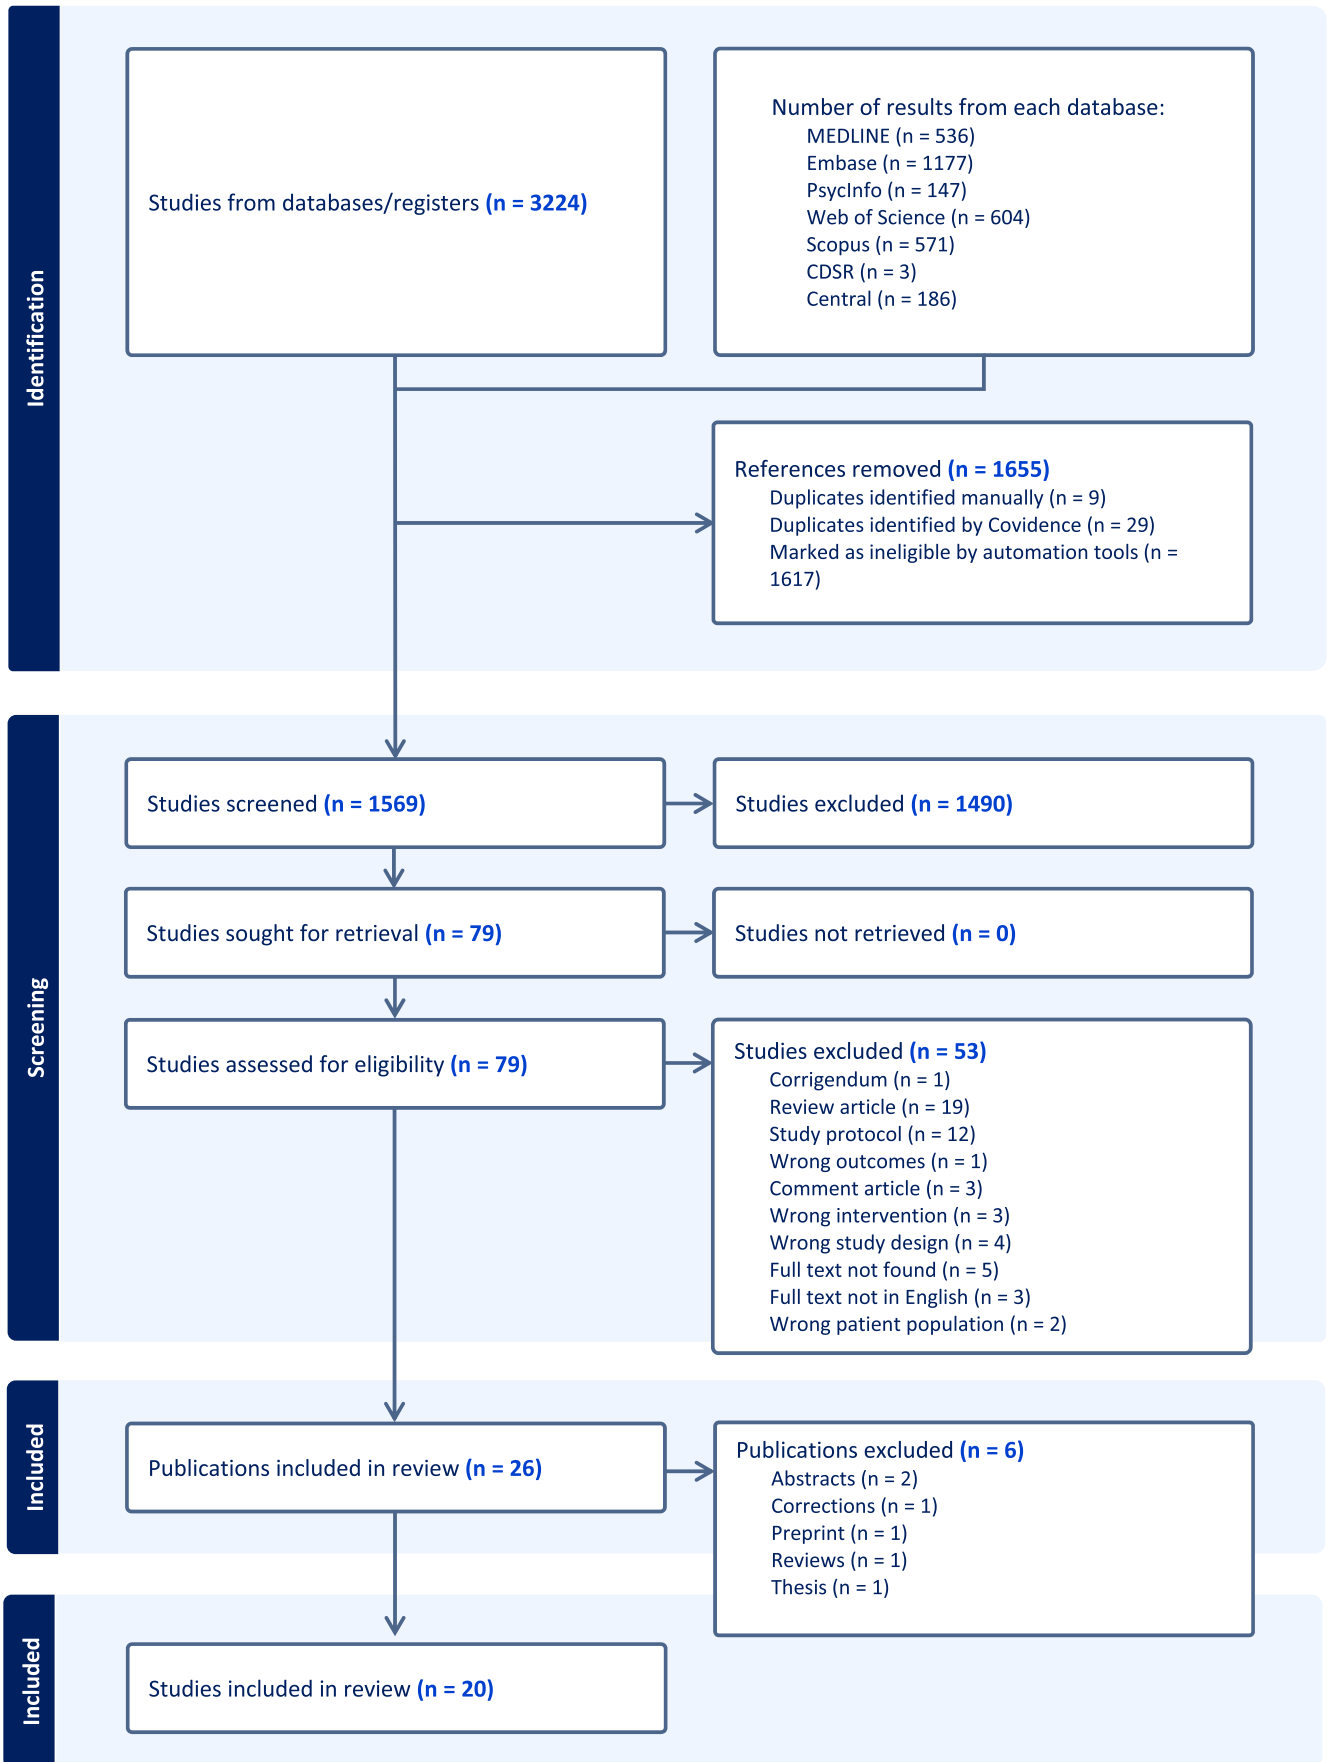 Identification
Studies from databases/registers (n = 3224)
Number of results from each database:
MEDLINE (n = 536)
Embase (n = 1177)
PsycInfo (n = 147)
Web of Science (n = 604)
Scopus (n = 571)
CDSR (n = 3)
Central (n = 186)
References removed (n = 1655)
Duplicates identified manually (n = 9)
Duplicates identified by Covidence (n = 29)
Marked as ineligible by automation tools (n =
1617)
Screening
Studies screened (n = 1569)
Studies excluded (n = 1490)
Studies sought for retrieval (n = 79)
Studies not retrieved (n = 0)
Studies assessed for eligibility (n = 79)
Studies excluded (n = 53)
Corrigendum (n = 1)
Review article (n = 19)
Study protocol (n = 12)
Wrong outcomes (n = 1)
Comment article (n = 3)
Wrong intervention (n = 3)
Wrong study design (n = 4)
Full text not found (n = 5)
Full text not in English (n = 3)
Wrong patient population (n = 2)
Included
Publications included in review (n = 26)
Publications excluded (n = 6)
Abstracts (n = 2)
Corrections (n = 1)
Preprint (n = 1)
Reviews (n = 1)
Thesis (n = 1)
Included
Studies included in review (n = 20)